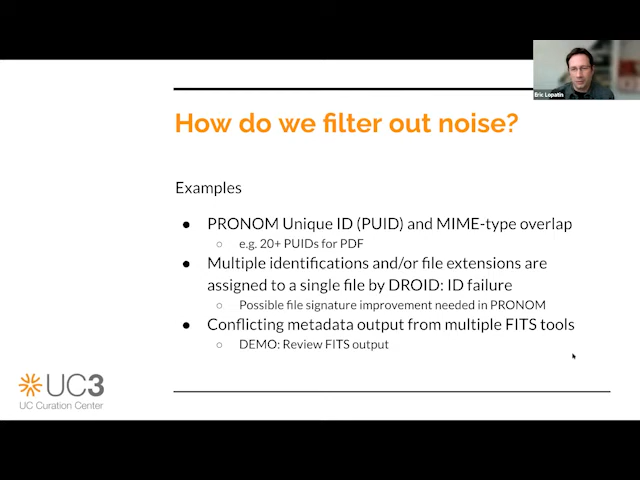 Eric Lopatin
How do we filter out noise?
Examples
● PRONOM Unique ID (PUID) and MIME-type overlap
○ e.g. 20+ PUIDs for PDF
● Multiple identifications and/or file extensions are
assigned to a single file by DROID: ID failure
○ Possible file signature improvement needed in PRONOM
● Conflicting metadata output from multiple FITS tools
○ DEMO: Review FITS output
UC3
UC Curation Center